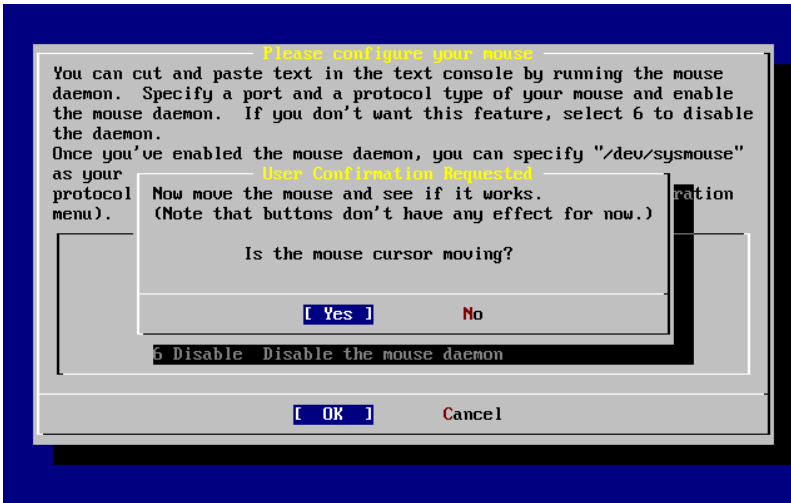 Please configure your mouse
You can cut and paste text in the text console by running the mouse
daemon.  Specify a port and a protocol type of your mouse and enable
the mouse daemon.  If you don't want this feature, select 6 to disable
the daemon.
Once you've enabled the mouse daemon, you can specify "/dev/sysmouse"
as your
User Confirmation Requested
protocol
ration
menu).
Now move the mouse and see if it works.
(Note that buttons don't have any effect for now.)
Is the mouse cursor moving?
[ Yes ]  No
6 Disable  Disable the mouse daemon
[ OK ]  Cancel